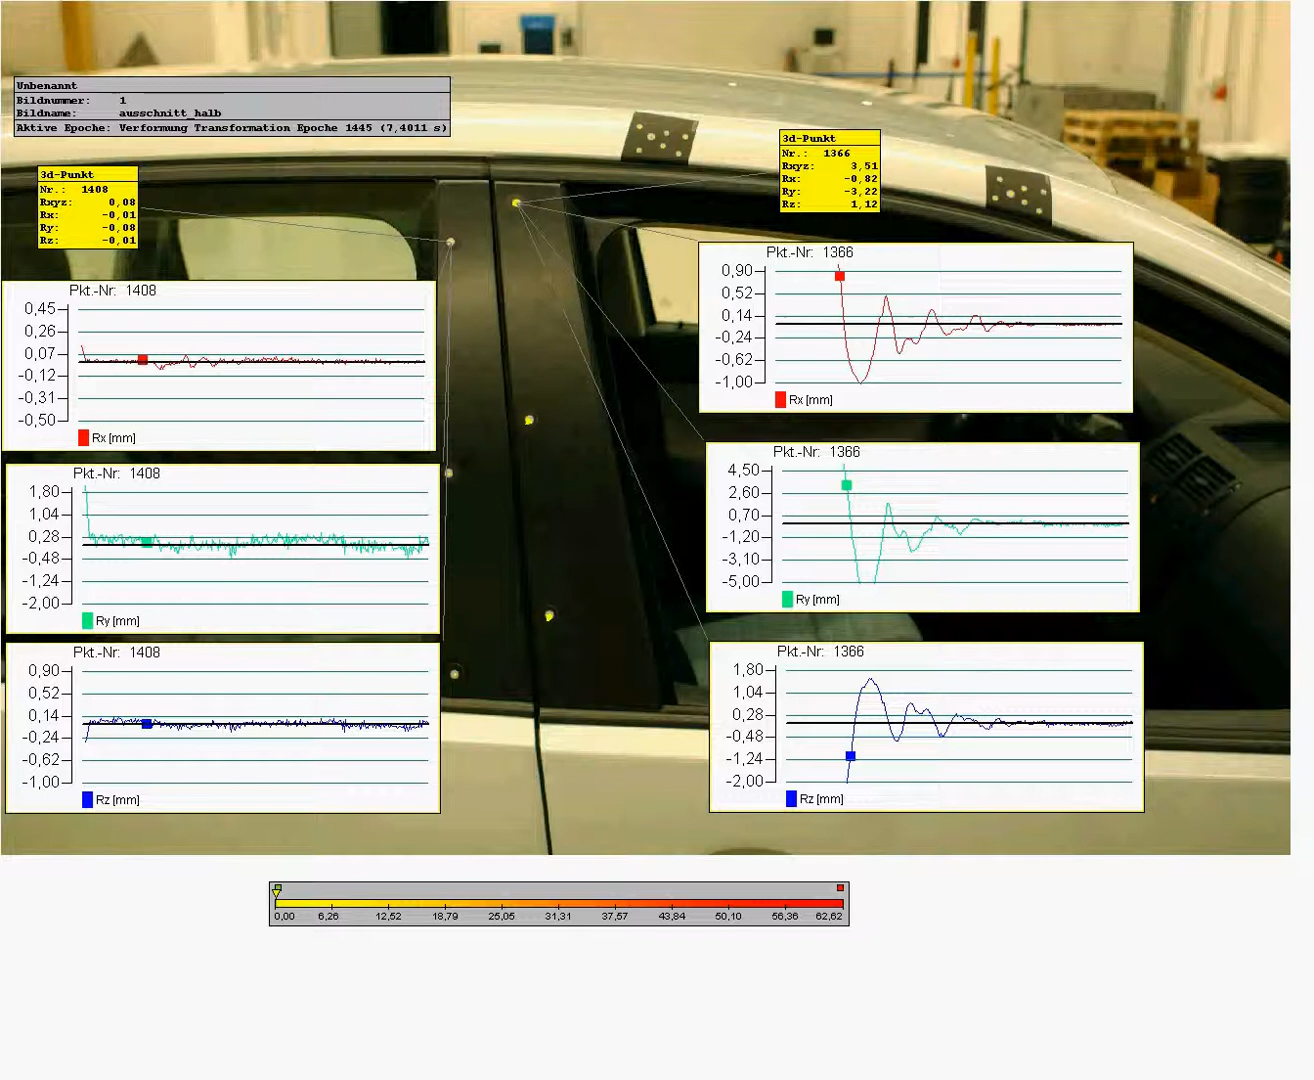 Unbenannt
Bildnummer: 1
Bildname: ausschnitt_halb
Aktive Epoche: Verformung Transformation Epoche 1445 (7,4011 s)
3d-Punkt
Nr.: 1408
Rxyz: 0,08
Rx: -0,01
Ry: -0,08
Rz: -0,01
3d-Punkt
Nr.: 1366
Rxyz: 3,51
Rx: -0,82
Ry: -3,22
Rz: 1,12
Pkt.-Nr: 1408
0,45
0,26
0,07
-0,12
-0,31
-0,50
Rx [mm]
Pkt.-Nr: 1408
1,80
1,04
0,28
-0,48
-1,24
-2,00
Ry [mm]
Pkt.-Nr: 1408
0,90
0,52
0,14
-0,24
-0,62
-1,00
Rz [mm]
Pkt.-Nr: 1366
0,90
0,52
0,14
-0,24
-0,62
-1,00
Rx [mm]
Pkt.-Nr: 1366
4,50
2,60
0,70
-1,20
-3,10
-5,00
Ry [mm]
Pkt.-Nr: 1366
1,80
1,04
0,28
-0,48
-1,24
-2,00
Rz [mm]
0,00 6,26 12,52 18,79 25,05 31,31 37,57 43,84 50,10 56,36 62,62